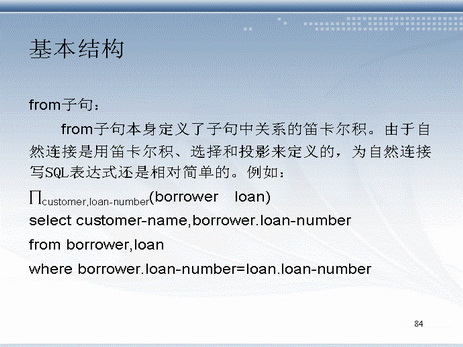 基本结构
from子句：
from子句本身定义了子句中关系的笛卡尔积。由于自
然连接是用笛卡尔积、选择和投影来定义的，为自然连接
写SQL表达式还是相对简单的。例如：
∏customer,loan-number(borrower loan)
select customer-name,borrower.loan-number
from borrower,loan
where borrower.loan-number=loan.loan-number
84